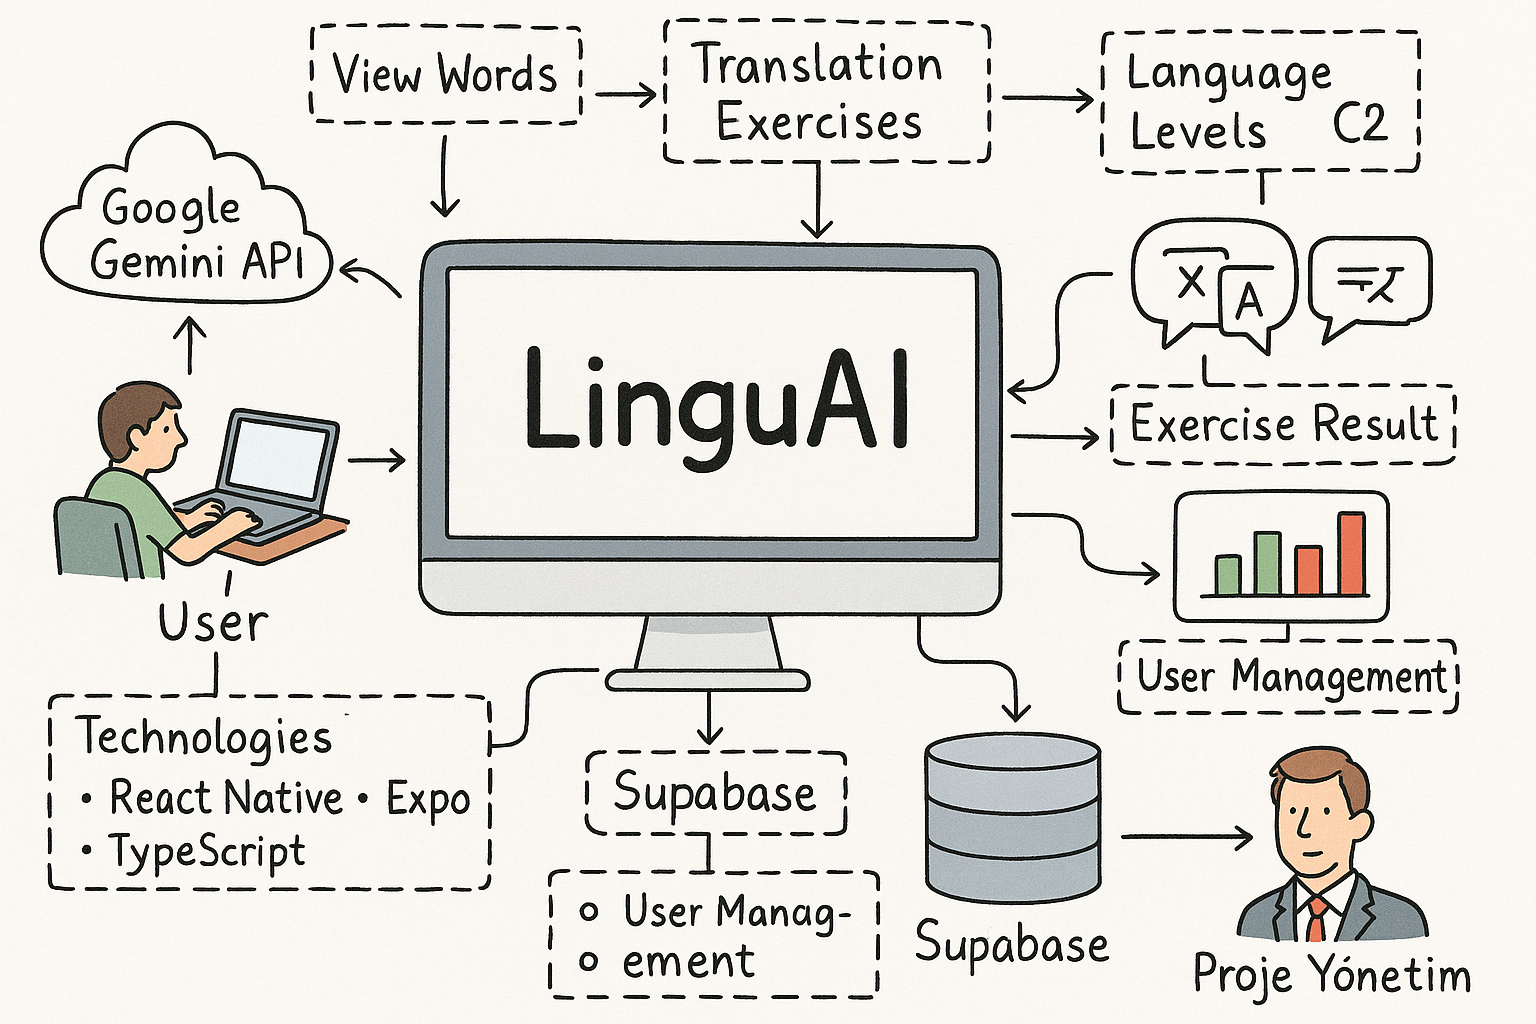 View Words
Translation
Exercises
Language
Levels C2
Google
Gemini API
X
A
LinguAI
Exercise Result
User
User Management
Technologies
• React Native • Expo
• TypeScript
Supabase
User Manag-
ement
Supabase
Proje Yónetim